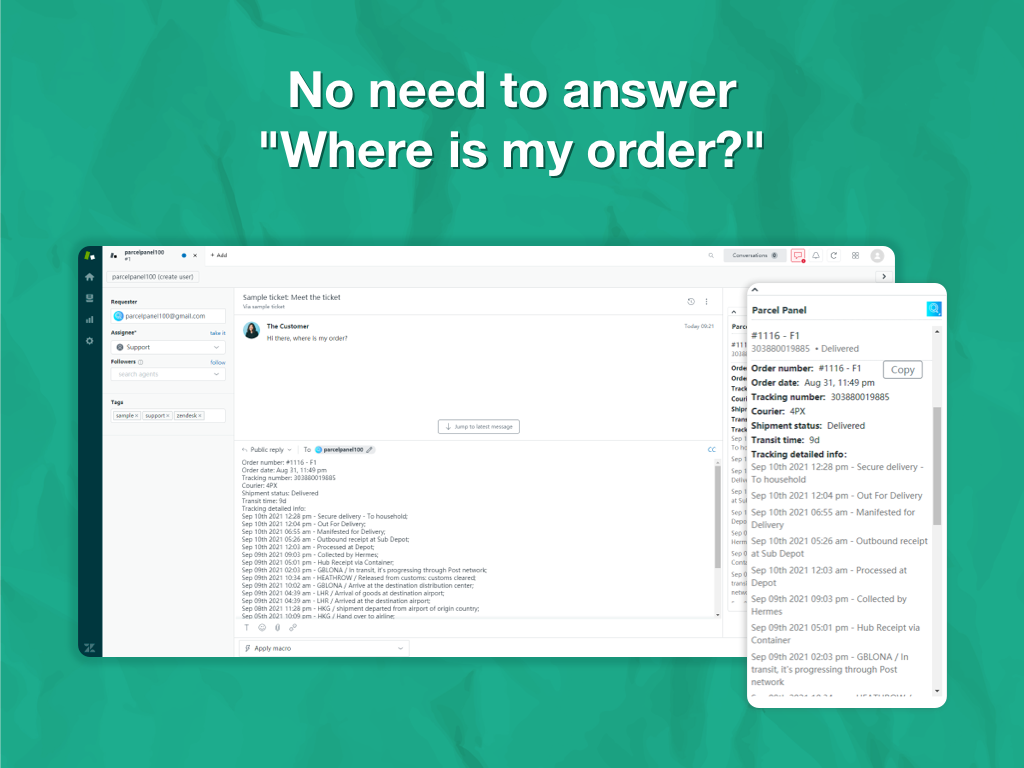 No need to answer
"Where is my order?"
parcelpanel100
#1
+ Add
Conversations 0
parcelpanel100 (create user)
Requester
parcelpanel100@gmail.com
Assignee*
take it
Support
Followers
follow
search agents
Tags
sample × support × zendesk ×
Sample ticket: Meet the ticket
Via sample ticket
The Customer
Today 09:21
Hi there, where is my order?
Jump to latest message
Public reply
To parcelpanel100
CC
Order number: #1116 - F1
Order date: Aug 31, 11:49 pm
Tracking number: 303880019885
Courier: 4PX
Shipment status: Delivered
Transit time: 9d
Tracking detailed info:
Sep 10th 2021 12:28 pm - Secure delivery - To household;
Sep 10th 2021 12:04 pm - Out For Delivery;
Sep 10th 2021 06:55 am - Manifested for Delivery;
Sep 10th 2021 05:26 am - Outbound receipt at Sub Depot;
Sep 10th 2021 12:03 am - Processed at Depot;
Sep 09th 2021 09:03 pm - Collected by Hermes;
Sep 09th 2021 05:01 pm - Hub Receipt via Container;
Sep 09th 2021 02:03 pm - GBLONA / In transit, it's progressing through Post network;
Sep 09th 2021 10:34 am - HEATHROW / Released from customs: customs cleared;
Sep 09th 2021 10:02 am - GBLONA / Arrive at the destination distribution center;
Sep 09th 2021 04:39 am - LHR / Arrival of goods at destination airport;
Sep 09th 2021 04:39 am - LHR / Arrived at the destination airport;
Sep 08th 2021 11:28 pm - HKG / shipment departed from airport of origin country;
Sep 05th 2021 10:09 pm - HKG / Hand over to airline;
Apply macro
Parcel Panel
#1116 - F1
303880019885 • Delivered
Copy
Order number: #1116 - F1
Order date: Aug 31, 11:49 pm
Tracking number: 303880019885
Courier: 4PX
Shipment status: Delivered
Transit time: 9d
Tracking detailed info:
Sep 10th 2021 12:28 pm - Secure delivery -
To household
Sep 10th 2021 12:04 pm - Out For Delivery
Sep 10th 2021 06:55 am - Manifested for
Delivery
Sep 10th 2021 05:26 am - Outbound receipt
at Sub Depot
Sep 10th 2021 12:03 am - Processed at
Depot
Sep 09th 2021 09:03 pm - Collected by
Hermes
Sep 09th 2021 05:01 pm - Hub Receipt via
Container
Sep 09th 2021 02:03 pm - GBLONA / In
transit, it's progressing through Post
network